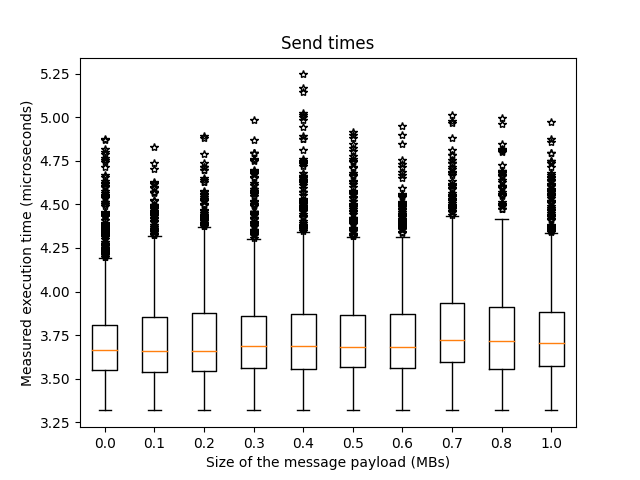 Send times
Measured execution time (microseconds)
5.25
5.00
4.75
4.50
4.25
4.00
3.75
3.50
3.25
0.0 0.1 0.2 0.3 0.4 0.5 0.6 0.7 0.8 1.0
Size of the message payload (MBs)